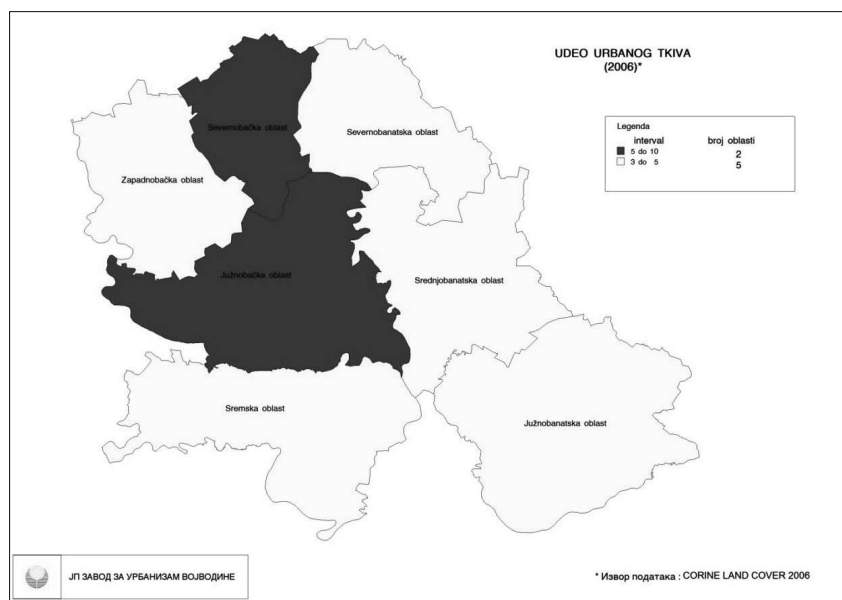 UDEO URBANOG TKIVA
(2006)*
Legenda
interval broj oblasti
5 do 10 2
3 do 5 5
Severnobačka oblast
Severnobanatska oblast
Zapadnobačka oblast
Južnobačka oblast
Srednjobanatska oblast
Sremska oblast
Južnobanatska oblast
ЈП ЗАВОД ЗА УРБАНИЗАМ ВОЈВОДИНЕ
* Извор података : CORINE LAND COVER 2006